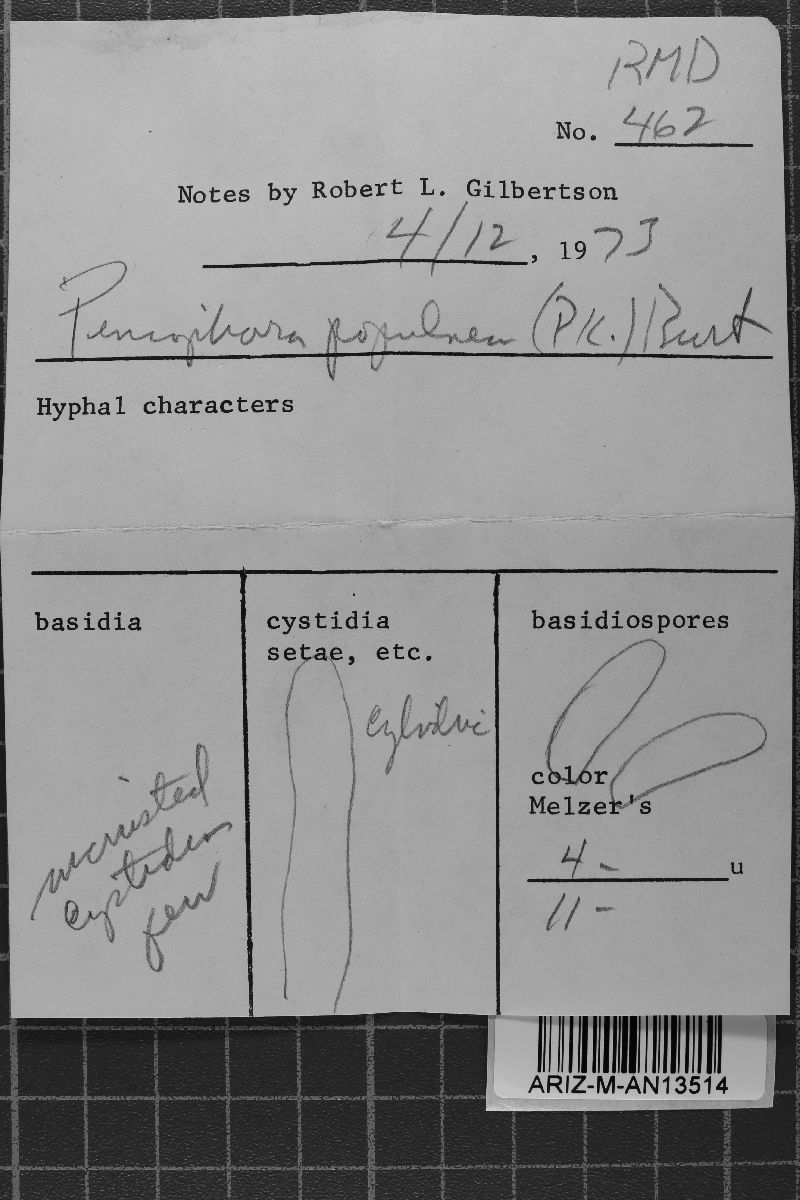 RMD
No. 462
Notes by Robert L. Gilbertson
4/12, 1973
Peniophora populnea (Pk.) Burt
Hyphal characters
basidia
cystidia
setae, etc.
basidiospores
cylindric
incrusted
cystidia
few
color
Melzer's
4 - u
11 -
ARIZ-M-AN13514